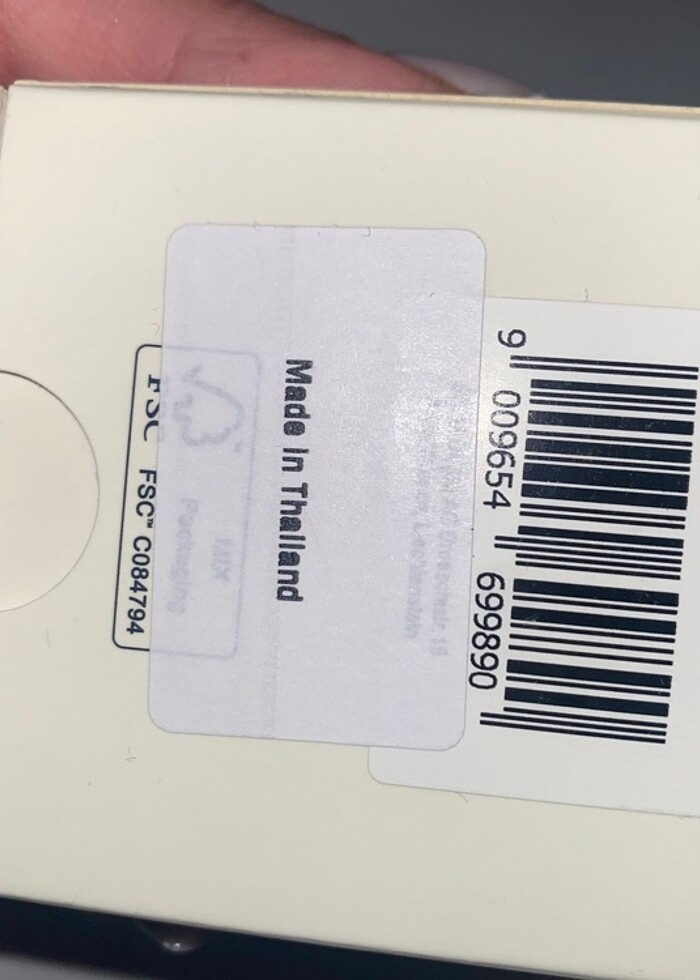 9 009654 699890
Made in Thailand
MIX
Packaging
FSC
FSC™ C084794